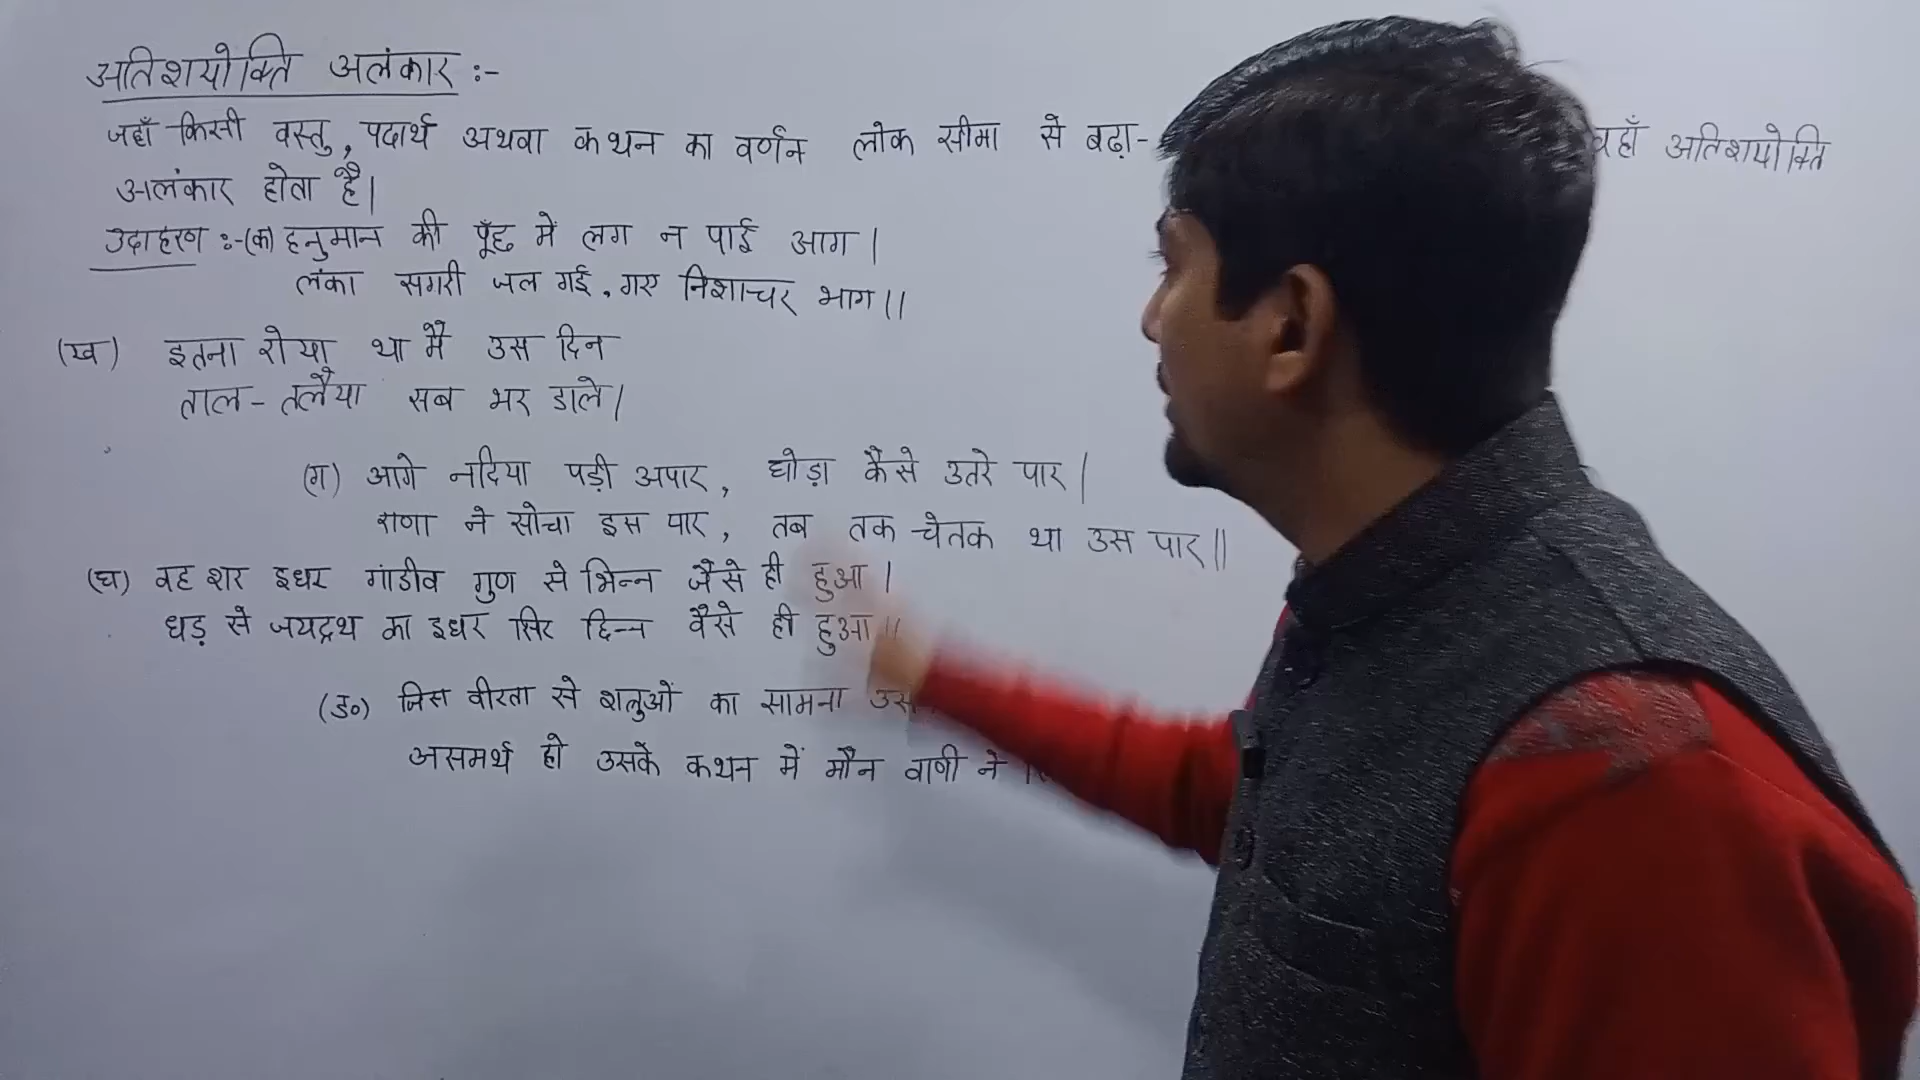 अतिशयोक्ति अलंकार :-
जहाँ किसी वस्तु, पदार्थ अथवा कथन का वर्णन लोक सीमा से बढ़ा- वहाँ अतिशयोक्ति
अलंकार होता है।
उदाहरण :-(क) हनुमान की पूँछ में लग न पाई आग।
लंका सगरी जल गई, गए निशाचर भाग॥
(ख) इतना रोया था मैं उस दिन
ताल-तलैया सब भर डाले।
(ग) आगे नदिया पड़ी अपार, घोड़ा कैसे उतरे पार।
राणा ने सोचा इस पार, तब तक चेतक था उस पार॥
(घ) वह शर इधर गांडीव गुण से भिन्न जैसे ही हुआ।
धड़ से जयद्रथ का इधर सिर छिन्न वैसे ही हुआ॥
(ङ०) जिस वीरता से शत्रुओं का सामना
असमर्थ हो उसके कथन में मौन वाणी ने